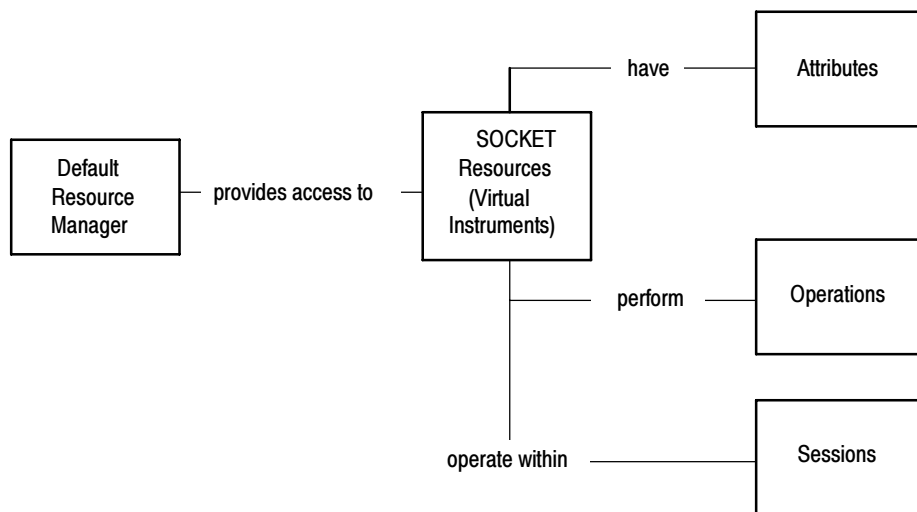 have
Attributes
SOCKET
Resources
(Virtual
Instruments)
Default
Resource
Manager
provides access to
perform
Operations
operate within
Sessions